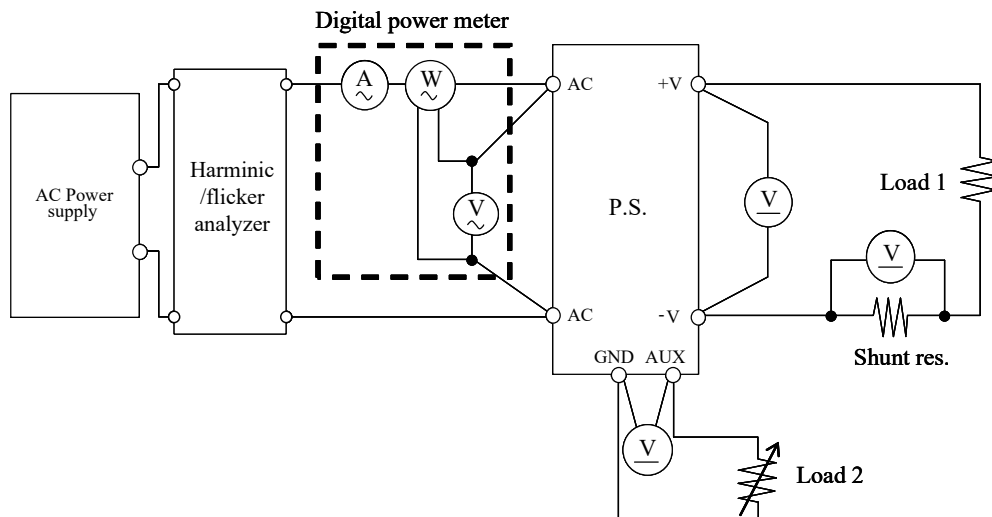 Digital power meter
A
W
AC
+V
Harminic
/flicker
analyzer
AC Power
supply
V
P.S.
V
Load 1
V
AC
-V
Shunt res.
GND
AUX
V
Load 2